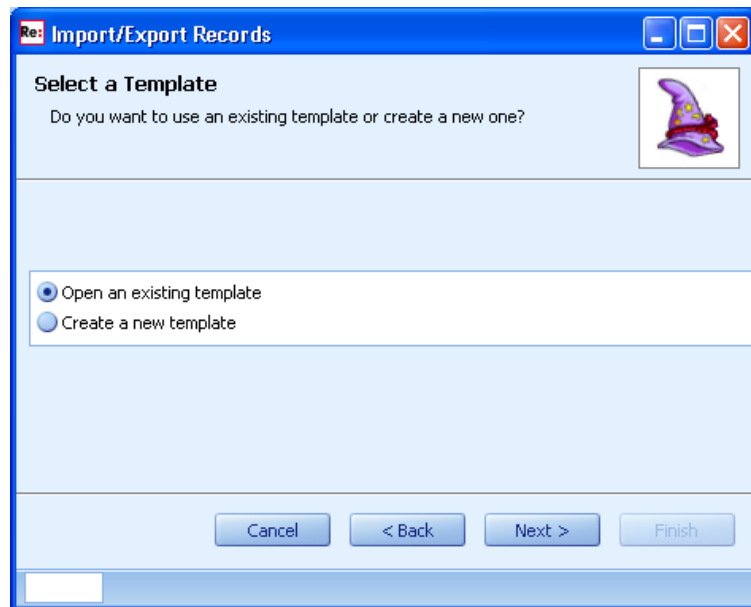 Re: Import/Export Records
Select a Template
Do you want to use an existing template or create a new one?
Open an existing template
Create a new template
Cancel < Back Next > Finish